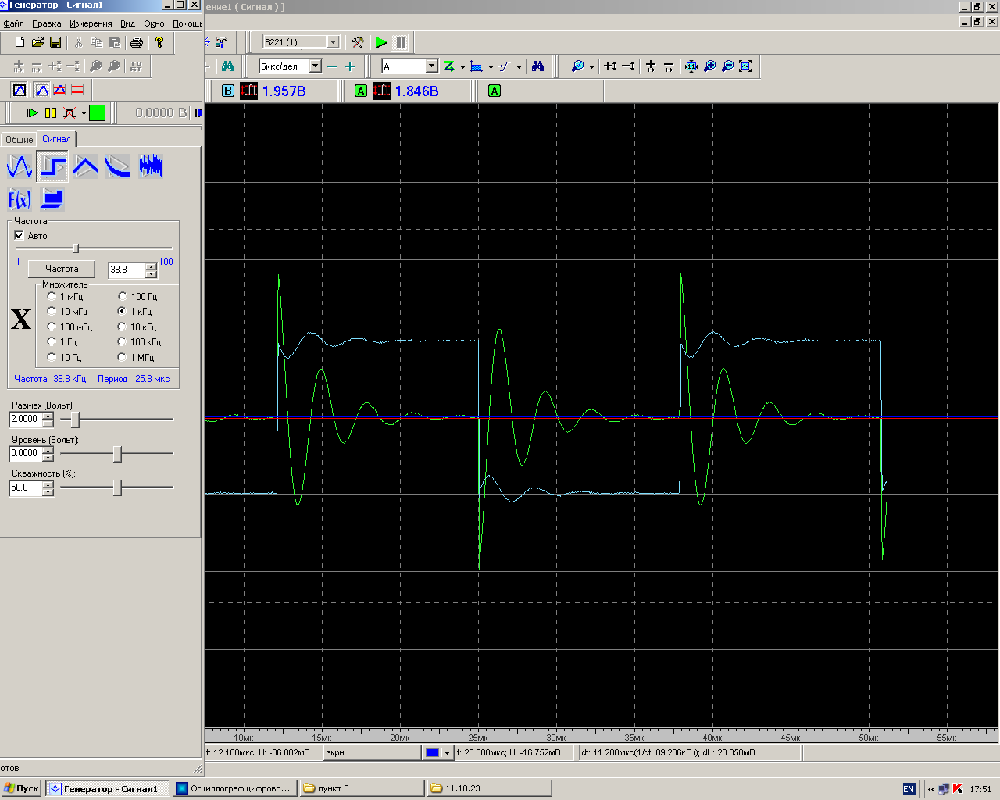 Генератор - Сигнал1
ение1 ( Сигнал ) ]
Файл Правка Измерения Вид Окно Помощь
B221 (1)
TO FIT
5мкс/дел
A
B 1.957В
A 1.846В
A
0.0000 В
Общие Сигнал
F(x)
Частота
Авто
1
100
Частота
38.8
Множитель
X
1 мГц
100 Гц
10 мГц
1 кГц
100 мГц
10 кГц
1 Гц
100 кГц
10 Гц
1 МГц
Частота 38.8 кГц Период 25.8 мкс
Размах (Вольт):
2.0000
Уровень (Вольт):
0.0000
Скважность (%):
50.0
10мк 15мк 20мк 25мк 30мк 35мк 40мк 45мк 50мк 55мк
t: 12.100мкс; U: -36.802мВ
экрн.
t: 23.300мкс; U: -16.752мВ
dt: 11.200мкс(1/dt: 89.286кГц); dU: 20.050мВ
отов
Пуск
Генератор - Сигнал1
Осциллограф цифрово...
пункт 3
11.10.23
EN
«
17:51